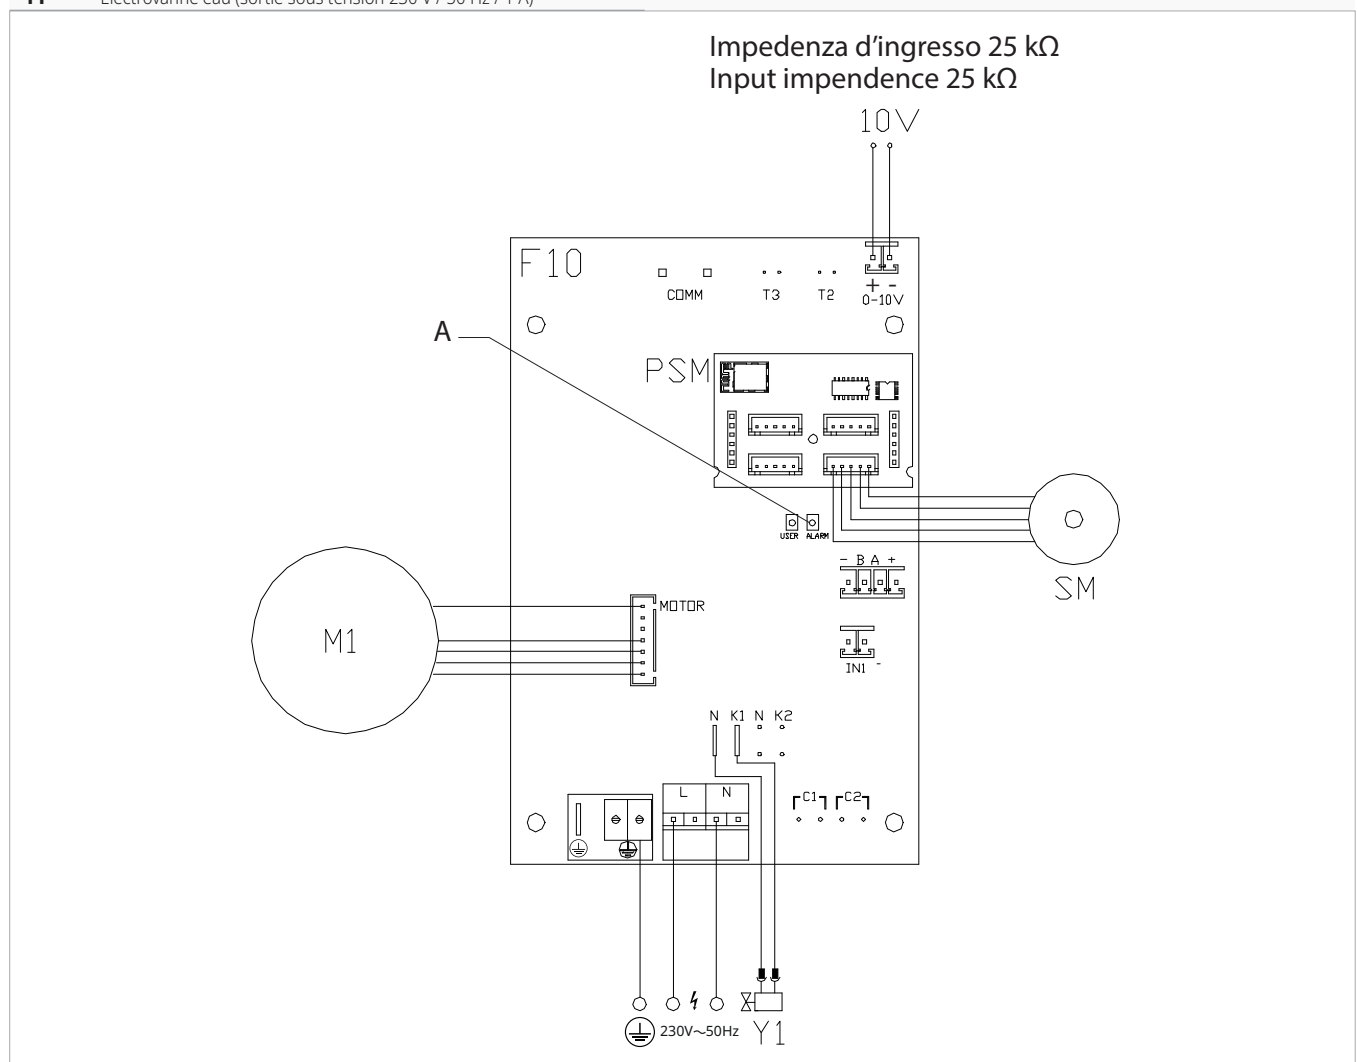 Y1 Electrovanne eau (sortie sous tension 230 V / 50 Hz / 1 A)
Impedenza d'ingresso 25 kΩ
Input impendence 25 kΩ
10V
F10
COMM
T3
T2
+ -
0-10V
A
PSM
USER
ALARM
SM
- B A +
M1
MOTOR
IN1 -
N K1 N K2
L
N
C1
C2
230V~50Hz
Y1